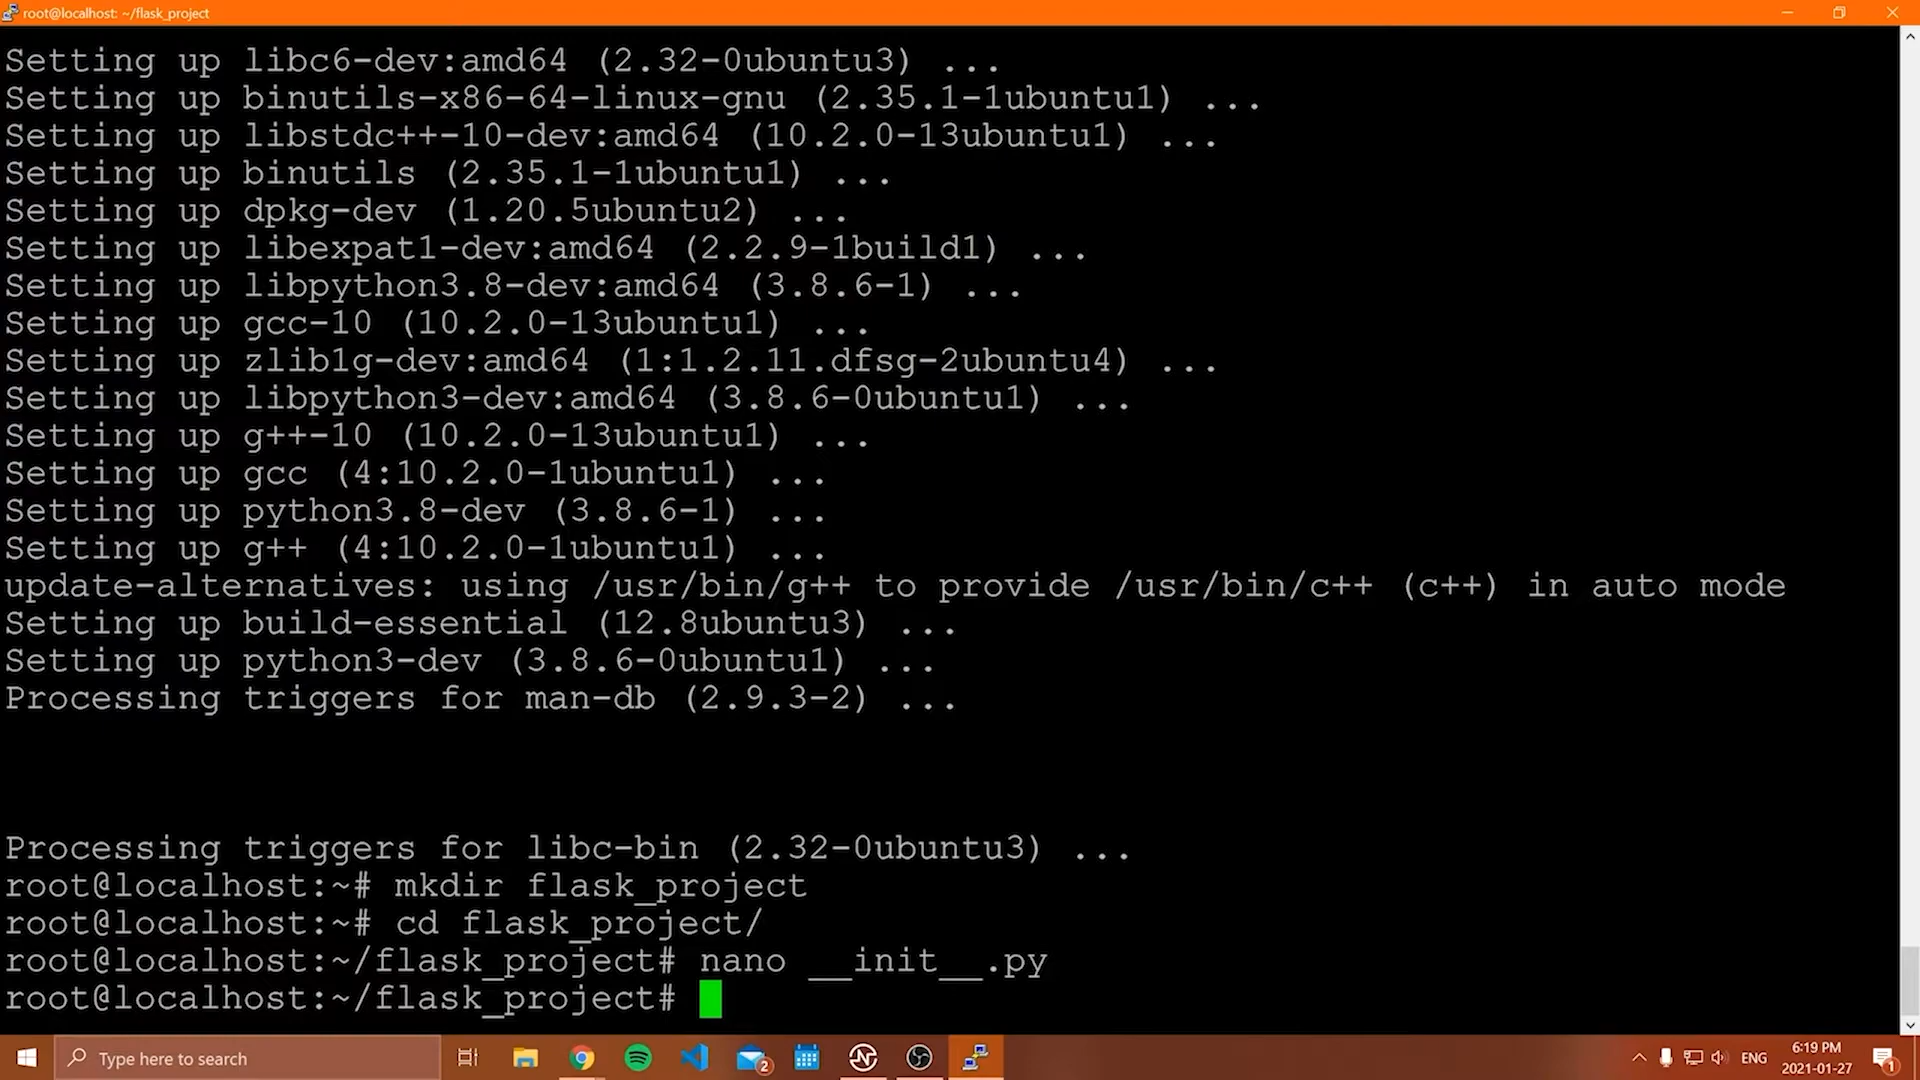 root@localhost: ~/flask_project
Setting up libc6-dev:amd64 (2.32-0ubuntu3) ...
Setting up binutils-x86-64-linux-gnu (2.35.1-1ubuntu1) ...
Setting up libstdc++-10-dev:amd64 (10.2.0-13ubuntu1) ...
Setting up binutils (2.35.1-1ubuntu1) ...
Setting up dpkg-dev (1.20.5ubuntu2) ...
Setting up libexpat1-dev:amd64 (2.2.9-1build1) ...
Setting up libpython3.8-dev:amd64 (3.8.6-1) ...
Setting up gcc-10 (10.2.0-13ubuntu1) ...
Setting up zlib1g-dev:amd64 (1:1.2.11.dfsg-2ubuntu4) ...
Setting up libpython3-dev:amd64 (3.8.6-0ubuntu1) ...
Setting up g++-10 (10.2.0-13ubuntu1) ...
Setting up gcc (4:10.2.0-1ubuntu1) ...
Setting up python3.8-dev (3.8.6-1) ...
Setting up g++ (4:10.2.0-1ubuntu1) ...
update-alternatives: using /usr/bin/g++ to provide /usr/bin/c++ (c++) in auto mode
Setting up build-essential (12.8ubuntu3) ...
Setting up python3-dev (3.8.6-0ubuntu1) ...
Processing triggers for man-db (2.9.3-2) ...
Processing triggers for libc-bin (2.32-0ubuntu3) ...
root@localhost:~# mkdir flask_project
root@localhost:~# cd flask_project/
root@localhost:~/flask_project# nano __init__.py
root@localhost:~/flask_project#
Type here to search
2
ENG
6:19 PM
2021-01-27
1